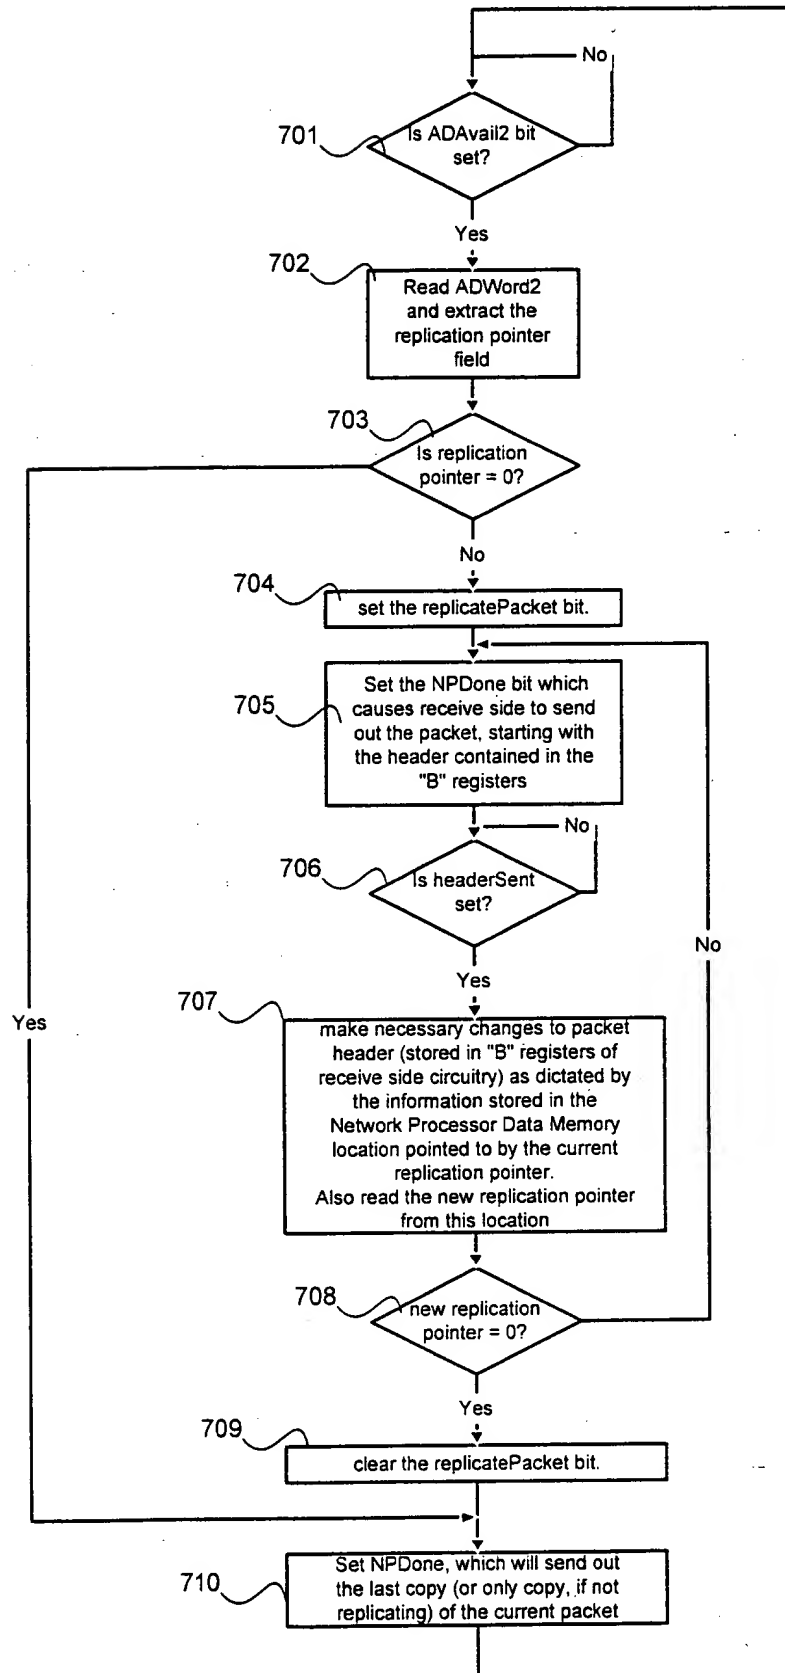 No
701
Is ADAvail2 bit
set?
Yes
702
Read ADWord2
and extract the
replication pointer
field
703
Is replication
pointer = 0?
No
704
set the replicatePacket bit.
705
Set the NPDone bit which
causes receive side to send
out the packet, starting with
the header contained in the
"B" registers
No
706
Is headerSent
set?
No
Yes
Yes
707
make necessary changes to packet
header (stored in "B" registers of
receive side circuitry) as dictated by
the information stored in the
Network Processor Data Memory
location pointed to by the current
replication pointer.
Also read the new replication pointer
from this location
708
new replication
pointer = 0?
Yes
709
clear the replicatePacket bit.
710
Set NPDone, which will send out
the last copy (or only copy, if not
replicating) of the current packet